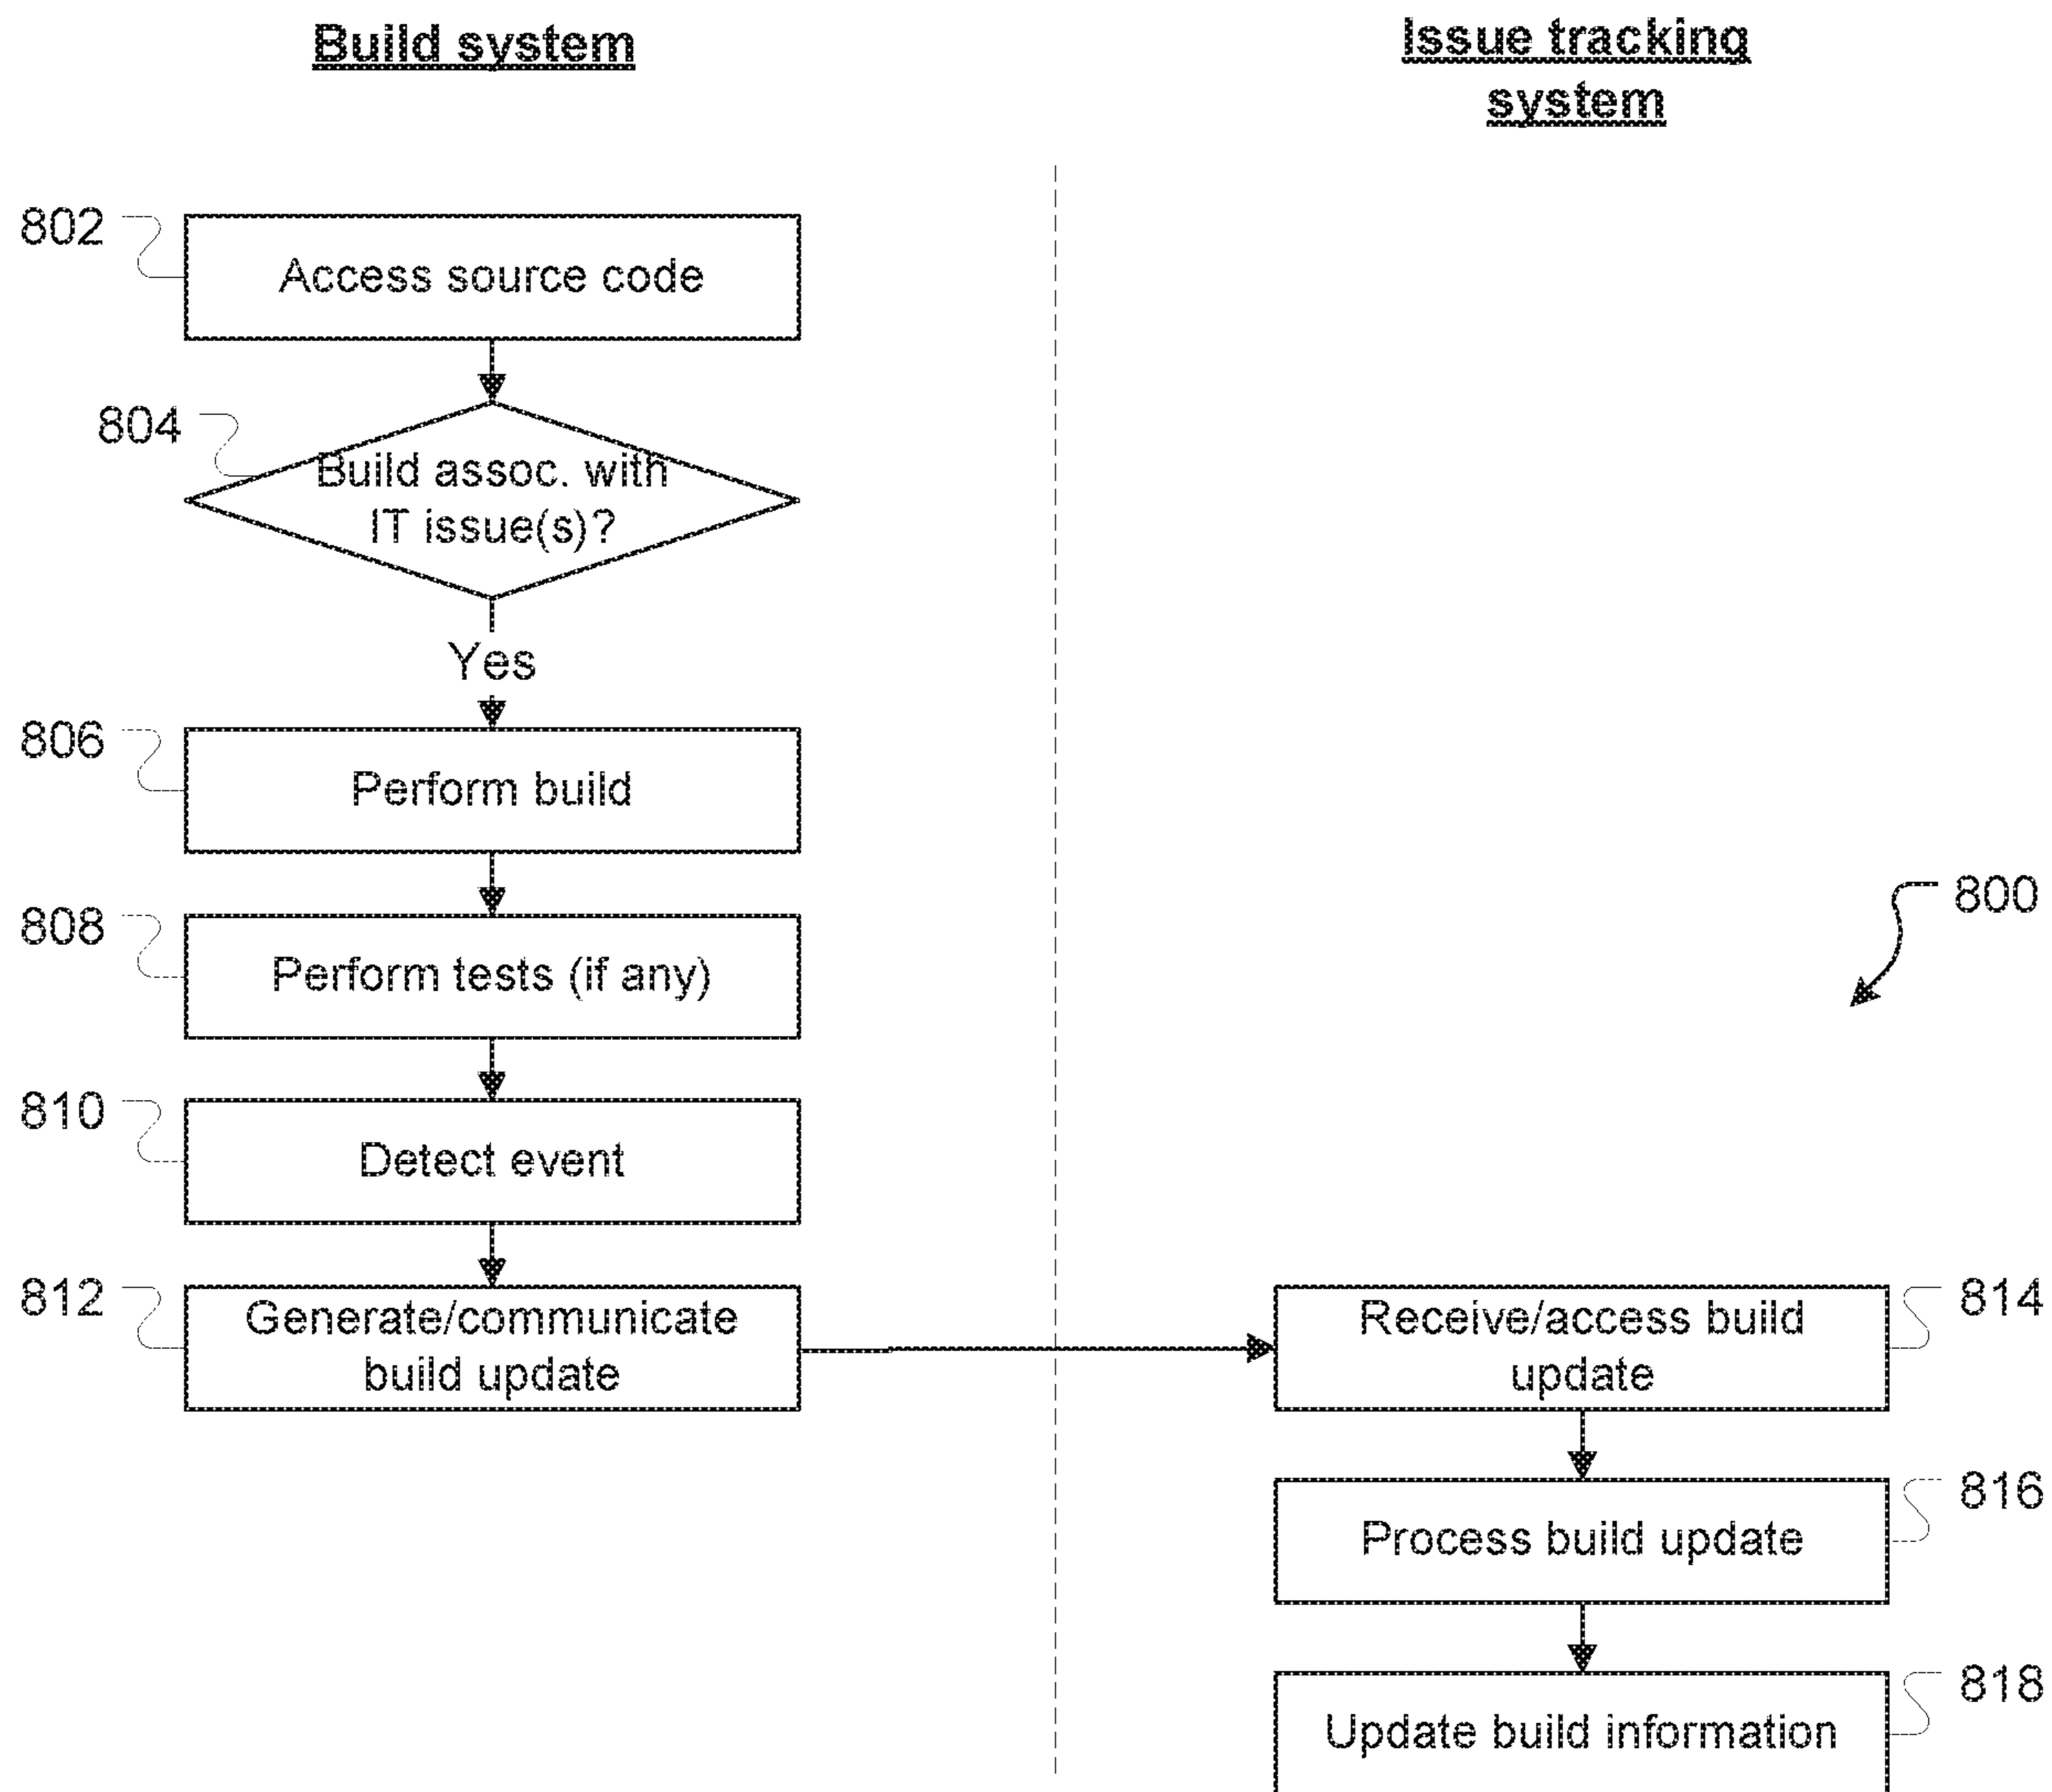 Build system
Issue tracking
system
802
Access source code
804
Build assoc. with
IT issue(s)?
Yes
806
Perform build
808
Perform tests (if any)
800
810
Detect event
812
Generate/communicate
build update
Receive/access build
update
814
Process build update
816
Update build information
818